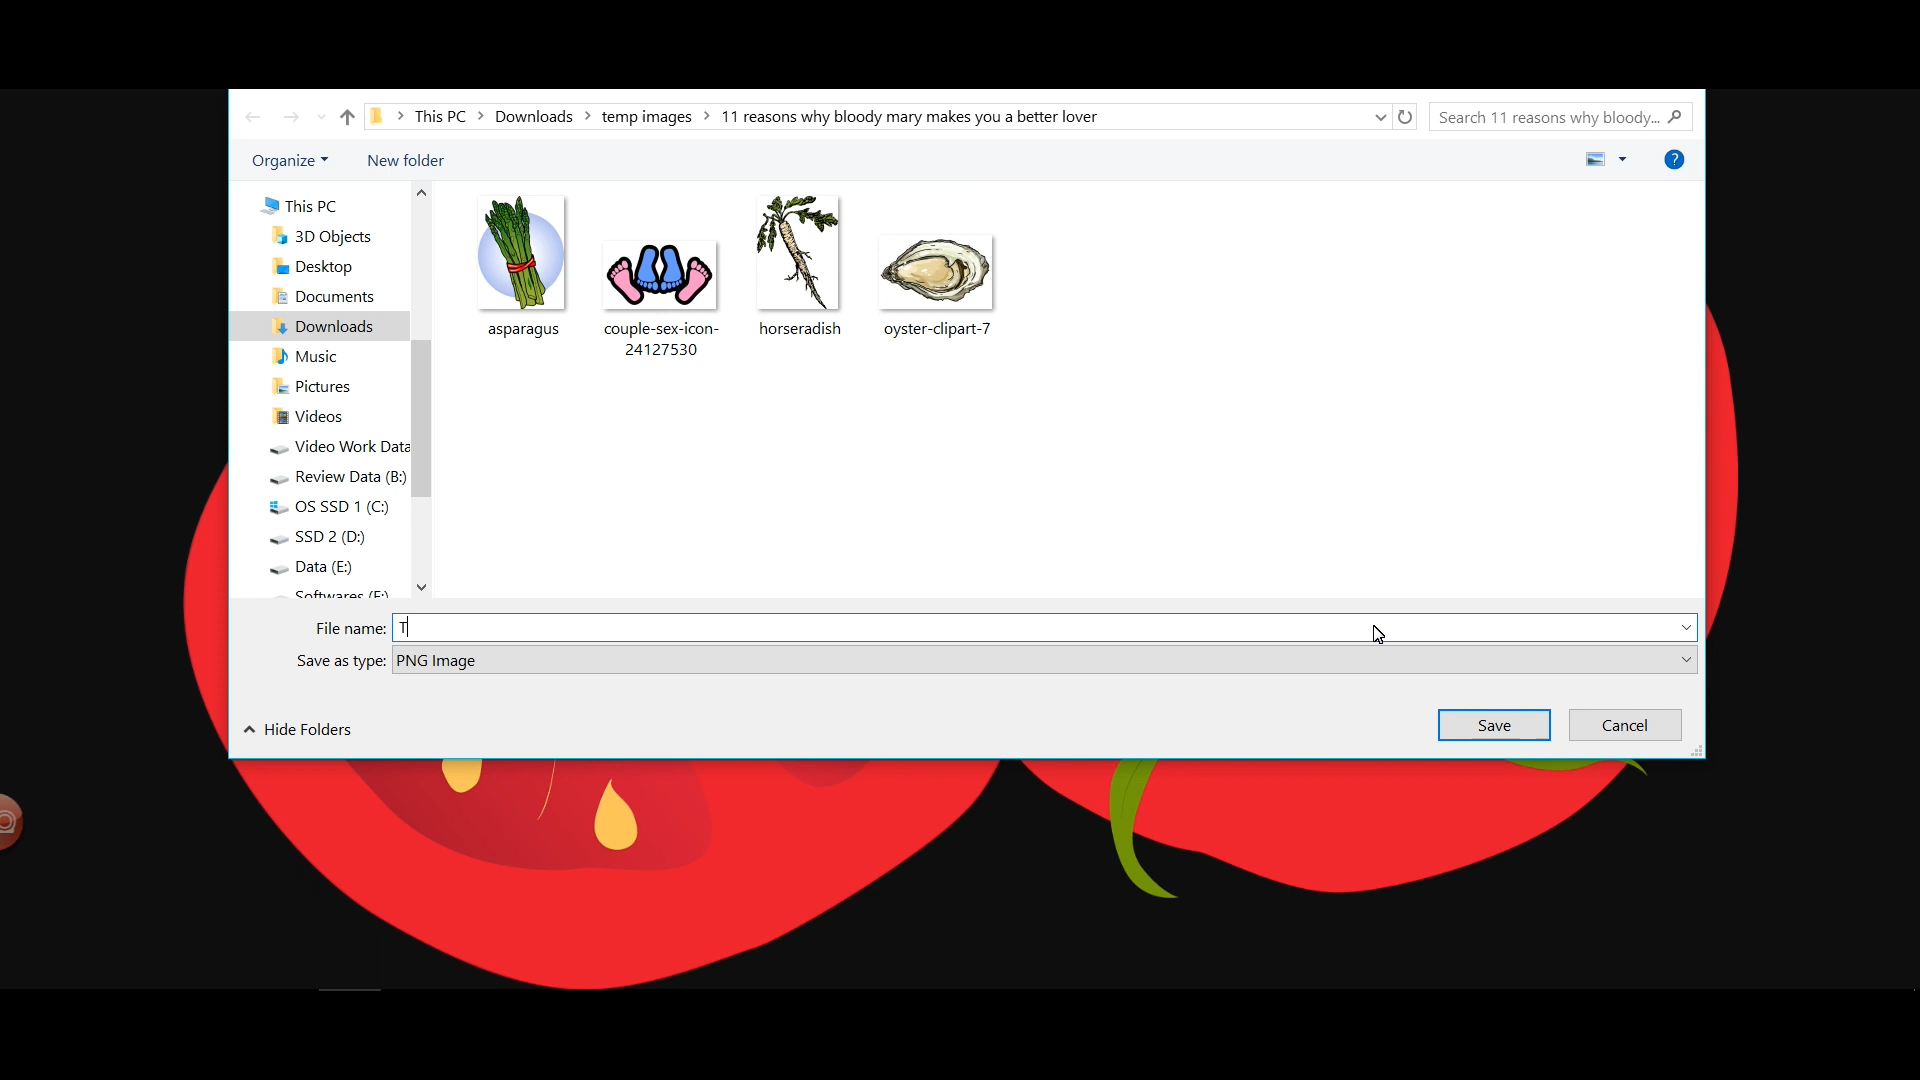 This PC Downloads temp images 11 reasons why bloody mary makes you a better lover
Search 11 reasons why bloody...
Organize New folder
?
This PC
3D Objects
Desktop
Documents
Downloads
Music
Pictures
Videos
Video Work Data
Review Data (B:)
OS SSD 1 (C:)
SSD 2 (D:)
Data (E:)
Softwares (F:)
asparagus
couple-sex-icon-
24127530
horseradish
oyster-clipart-7
File name: T
Save as type: PNG Image
Hide Folders
Save Cancel